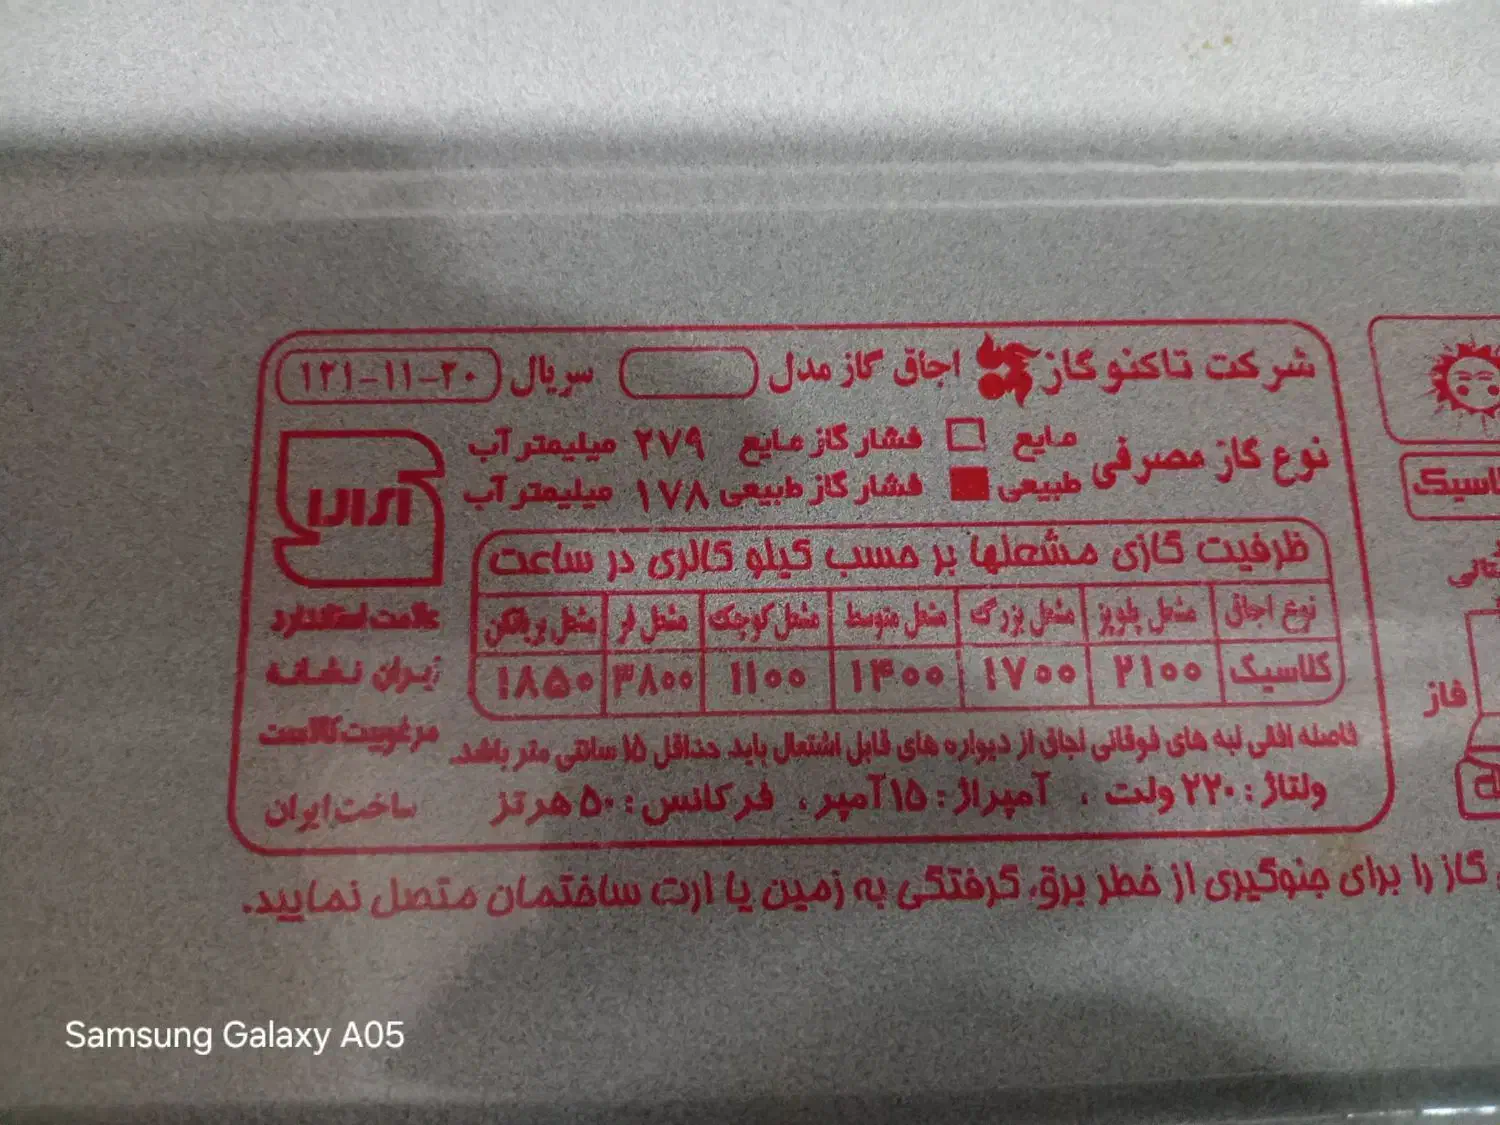 شرکت تاکنوگاز اجاق گاز مدل سریال ۱۲۱-۱۱-۲۰
نوع گاز مصرفی
مایع فشار گاز مایع ۲۷۹ میلیمتر آب
طبیعی فشار گاز طبیعی ۱۷۸ میلیمتر آب
ظرفیت گازی مشعلها بر حسب کیلو کالری در ساعت
نوع اجاق مشعل پلوپز مشعل بزرگ مشعل متوسط مشعل کوچک مشعل فر مشعل بریانکن
کلاسیک ۲۱۰۰ ۱۷۰۰ ۱۴۰۰ ۱۱۰۰ ۳۸۰۰ ۱۸۵۰
فاصله افقی لبه های فوقانی اجاق از دیواره های قابل اشتعال باید حداقل ۱۵ سانتی متر باشد.
ولتاژ: ۲۲۰ ولت ، آمپراژ: ۱۵ آمپر ، فرکانس: ۵۰ هرتز
علامت استاندارد
ایران نشانه
مرغوبیت کالاست
ساخت ایران
گاز را برای جنوگیری از خطر برق گرفتگی به زمین یا ارت ساختمان متصل نمایید.
فاز
Samsung Galaxy A05